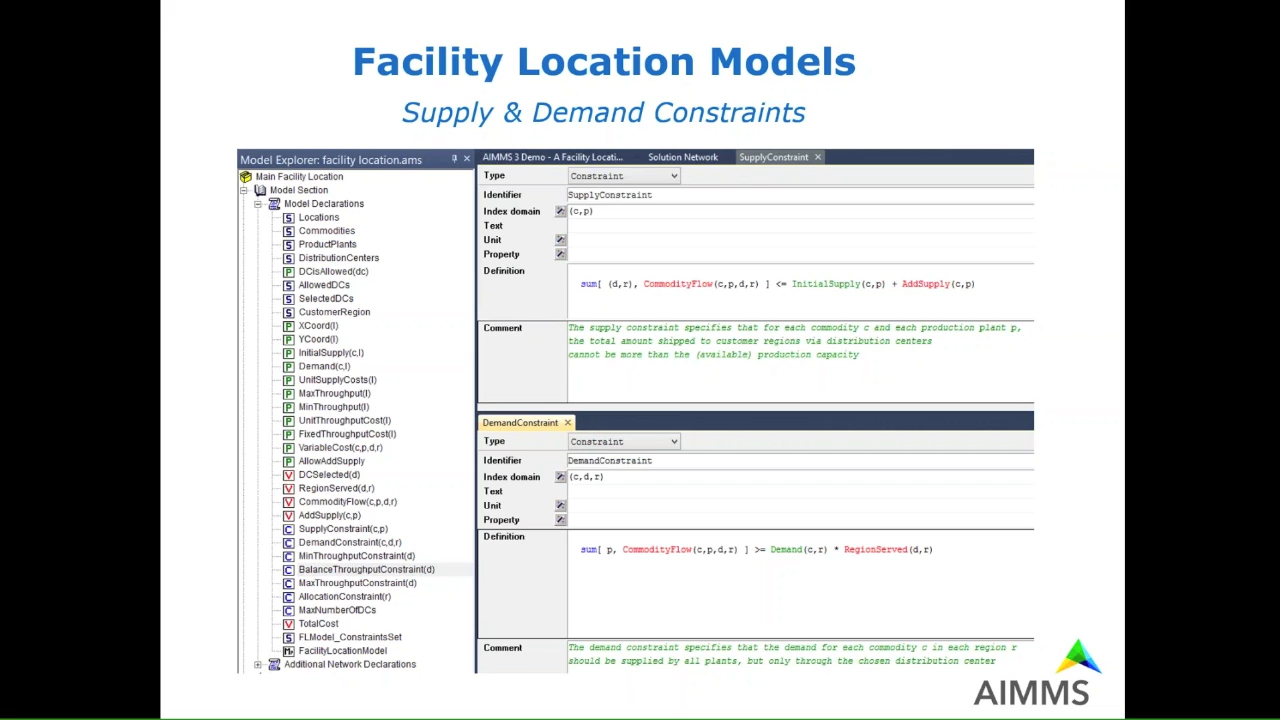 Facility Location Models
Supply & Demand Constraints
Model Explorer: facility location.ams
Main Facility Location
Model Section
Model Declarations
S Locations
S Commodities
S ProductPlants
S DistributionCenters
P DCisAllowed(dc)
S AllowedDCs
S SelectedDCs
S CustomerRegion
P XCoord(l)
P YCoord(l)
P InitialSupply(c,l)
P Demand(c,l)
P UnitSupplyCosts(l)
P MaxThroughput(l)
P MinThroughput(l)
P UnitThroughputCost(l)
P FixedThroughputCost(l)
P VariableCost(c,p,d,r)
P AllowAddSupply
V DCSelected(d)
V RegionServed(d,r)
V CommodityFlow(c,p,d,r)
V AddSupply(c,p)
C SupplyConstraint(c,p)
C DemandConstraint(c,d,r)
C MinThroughputConstraint(d)
C BalanceThroughputConstraint(d)
C MaxThroughputConstraint(d)
C AllocationConstraint(r)
C MaxNumberOfDCs
V TotalCost
S FLModel_ConstraintsSet
M FacilityLocationModel
Additional Network Declarations
AIMMS 3 Demo - A Facility Locati... Solution Network SupplyConstraint
Type Constraint
Identifier SupplyConstraint
Index domain (c,p)
Text
Unit
Property
Definition
sum[ (d,r), CommodityFlow(c,p,d,r) ] <= InitialSupply(c,p) + AddSupply(c,p)
Comment The supply constraint specifies that for each commodity c and each production plant p,
the total amount shipped to customer regions via distribution centers
cannot be more than the (available) production capacity
DemandConstraint
Type Constraint
Identifier DemandConstraint
Index domain (c,d,r)
Text
Unit
Property
Definition
sum[ p, CommodityFlow(c,p,d,r) ] >= Demand(c,r) * RegionServed(d,r)
Comment The demand constraint specifies that the demand for each commodity c in each region r
should be supplied by all plants, but only through the chosen distribution center
AIMMS